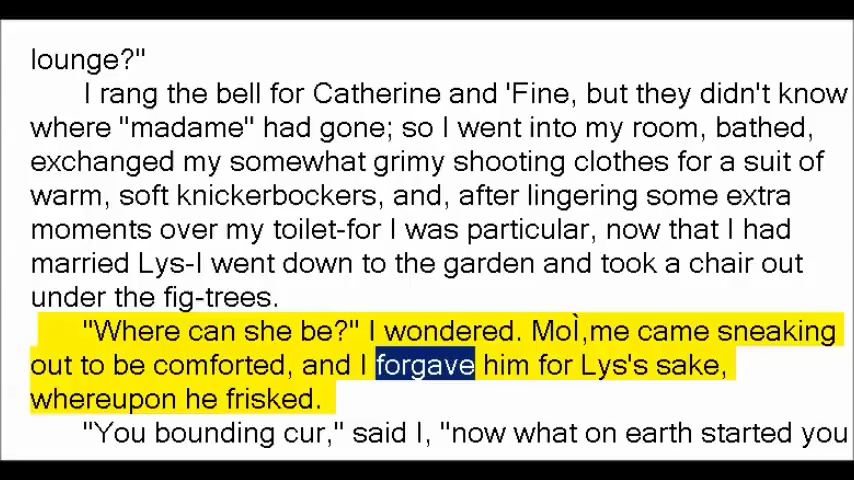 lounge?"
I rang the bell for Catherine and 'Fine, but they didn't know
where "madame" had gone; so I went into my room, bathed,
exchanged my somewhat grimy shooting clothes for a suit of
warm, soft knickerbockers, and, after lingering some extra
moments over my toilet-for I was particular, now that I had
married Lys-I went down to the garden and took a chair out
under the fig-trees.
"Where can she be?" I wondered. MoÌ‚me came sneaking
out to be comforted, and I forgave him for Lys's sake,
whereupon he frisked.
"You bounding cur," said I, "now what on earth started you